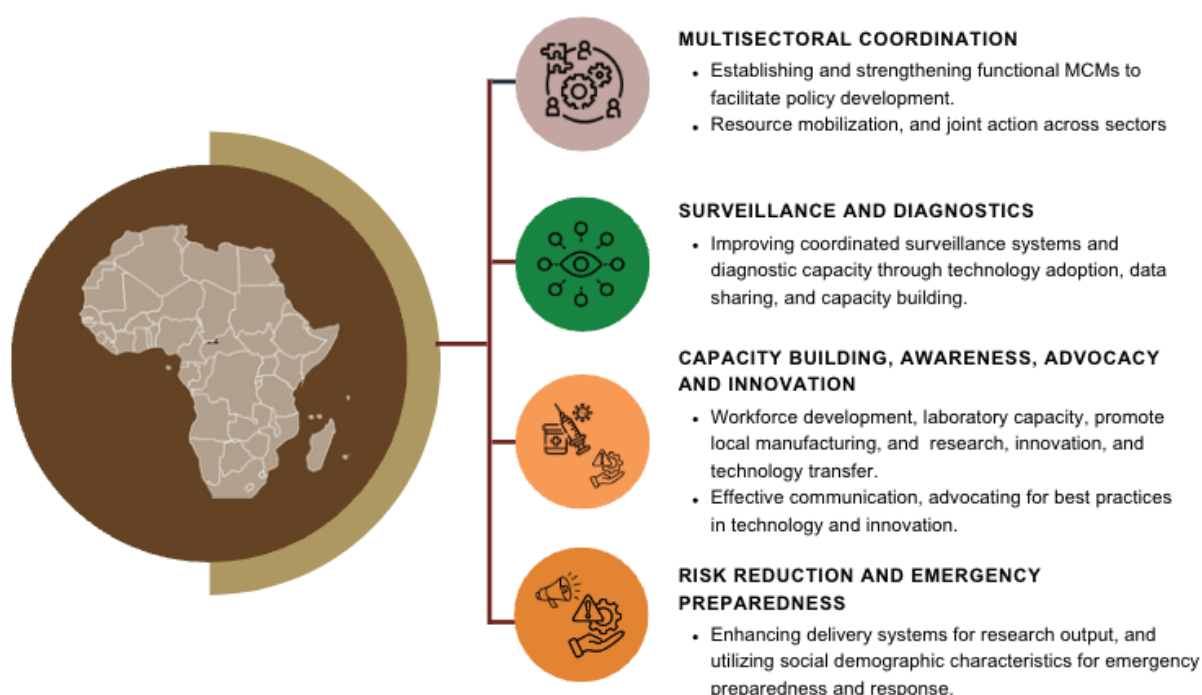 MULTISECTORAL COORDINATION
• Establishing and strengthening functional MCMs to
facilitate policy development.
• Resource mobilization, and joint action across sectors
SURVEILLANCE AND DIAGNOSTICS
• Improving coordinated surveillance systems and
diagnostic capacity through technology adoption, data
sharing, and capacity building.
CAPACITY BUILDING, AWARENESS, ADVOCACY
AND INNOVATION
• Workforce development, laboratory capacity, promote
local manufacturing, and research, innovation, and
technology transfer.
• Effective communication, advocating for best practices
in technology and innovation.
RISK REDUCTION AND EMERGENCY
PREPAREDNESS
• Enhancing delivery systems for research output, and
utilizing social demographic characteristics for emergency
preparedness and response.